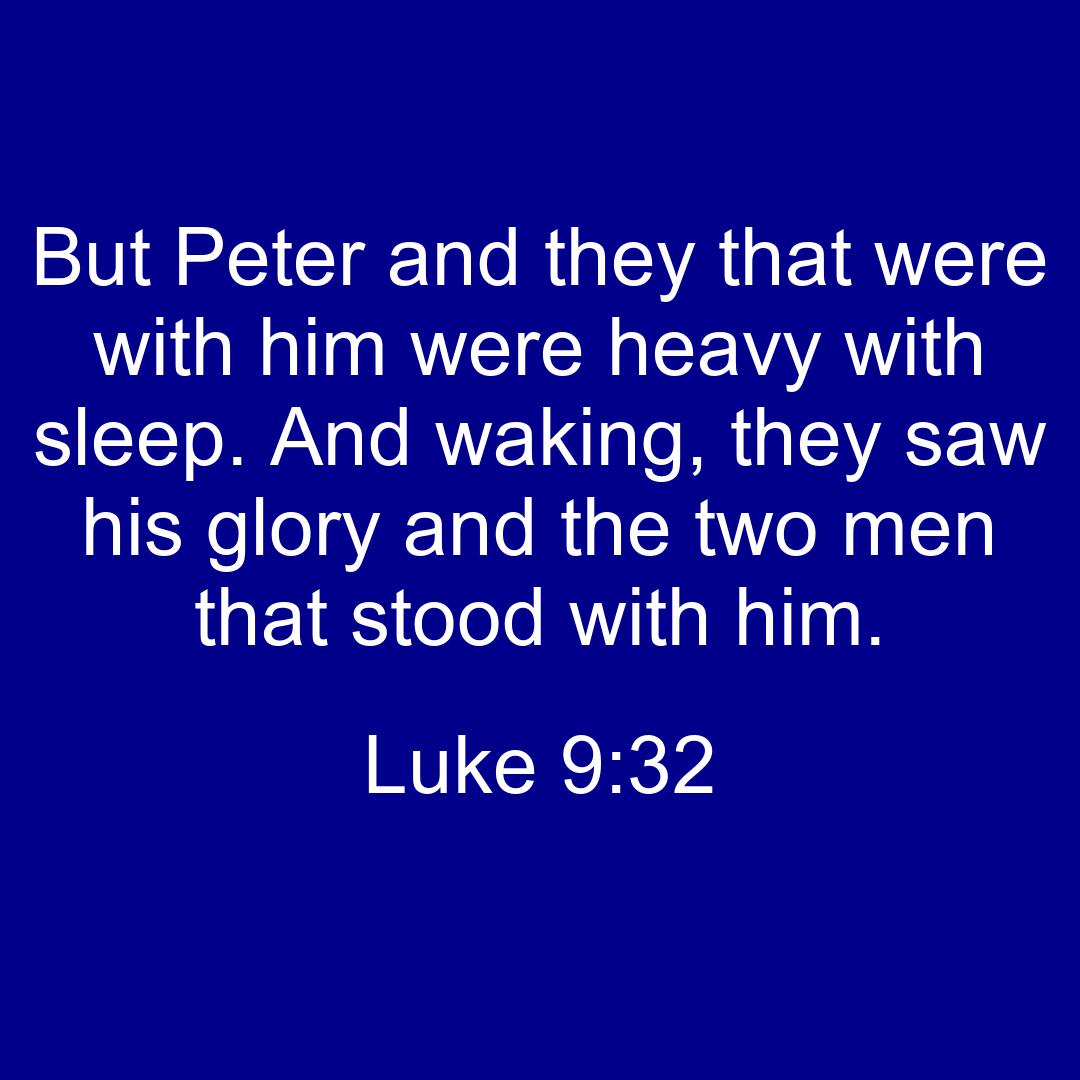 But Peter and they that were
with him were heavy with
sleep. And waking, they saw
his glory and the two men
that stood with him.
Luke 9:32